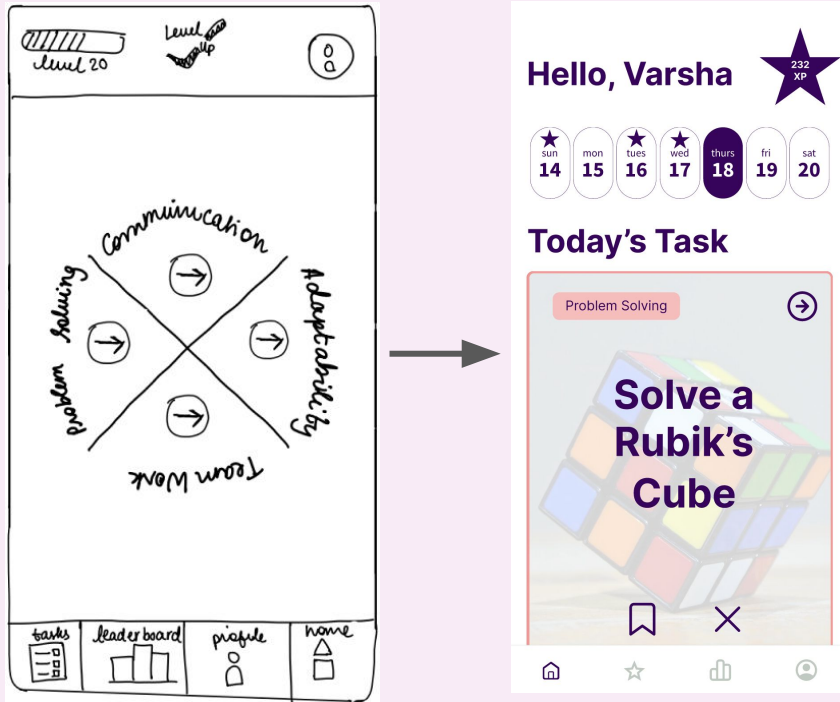 level 20
Level
up
Communication
Problem Solving
Adaptability
Team Work
tasks
leaderboard
profile
home
Hello, Varsha
232
XP
sun
14
mon
15
tues
16
wed
17
thurs
18
fri
19
sat
20
Today's Task
Problem Solving
Solve a
Rubik's
Cube